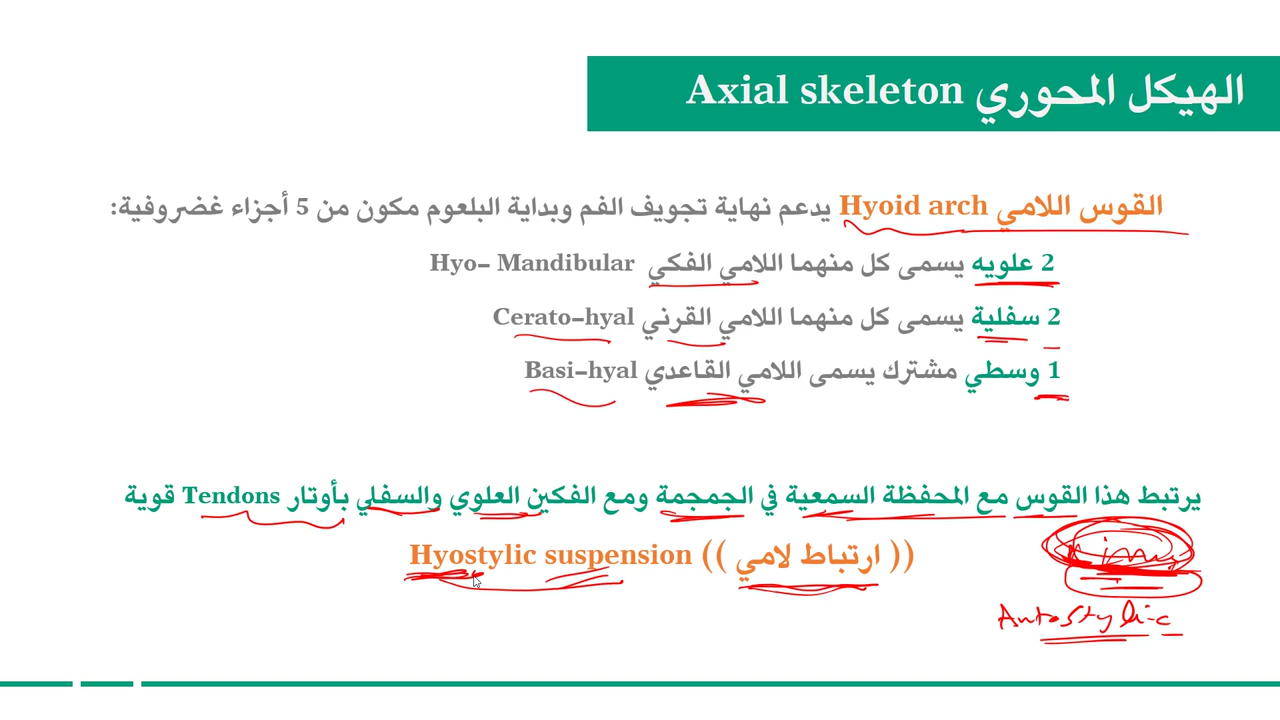 الهيكل المحوري Axial skeleton
القوس اللامي Hyoid arch يدعم نهاية تجويف الفم وبداية البلعوم مكون من 5 أجزاء غضروفية:
2 علويه يسمى كل منهما اللامي الفكي Hyo- Mandibular
2 سفلية يسمى كل منهما اللامي القرني Cerato-hyal
1 وسطي مشترك يسمى اللامي القاعدي Basi-hyal
يرتبط هذا القوس مع المحفظة السمعية في الجمجمة ومع الفكين العلوي والسفلي بأوتار Tendons قوية
(( ارتباط لامي )) Hyostylic suspension
Autostylic